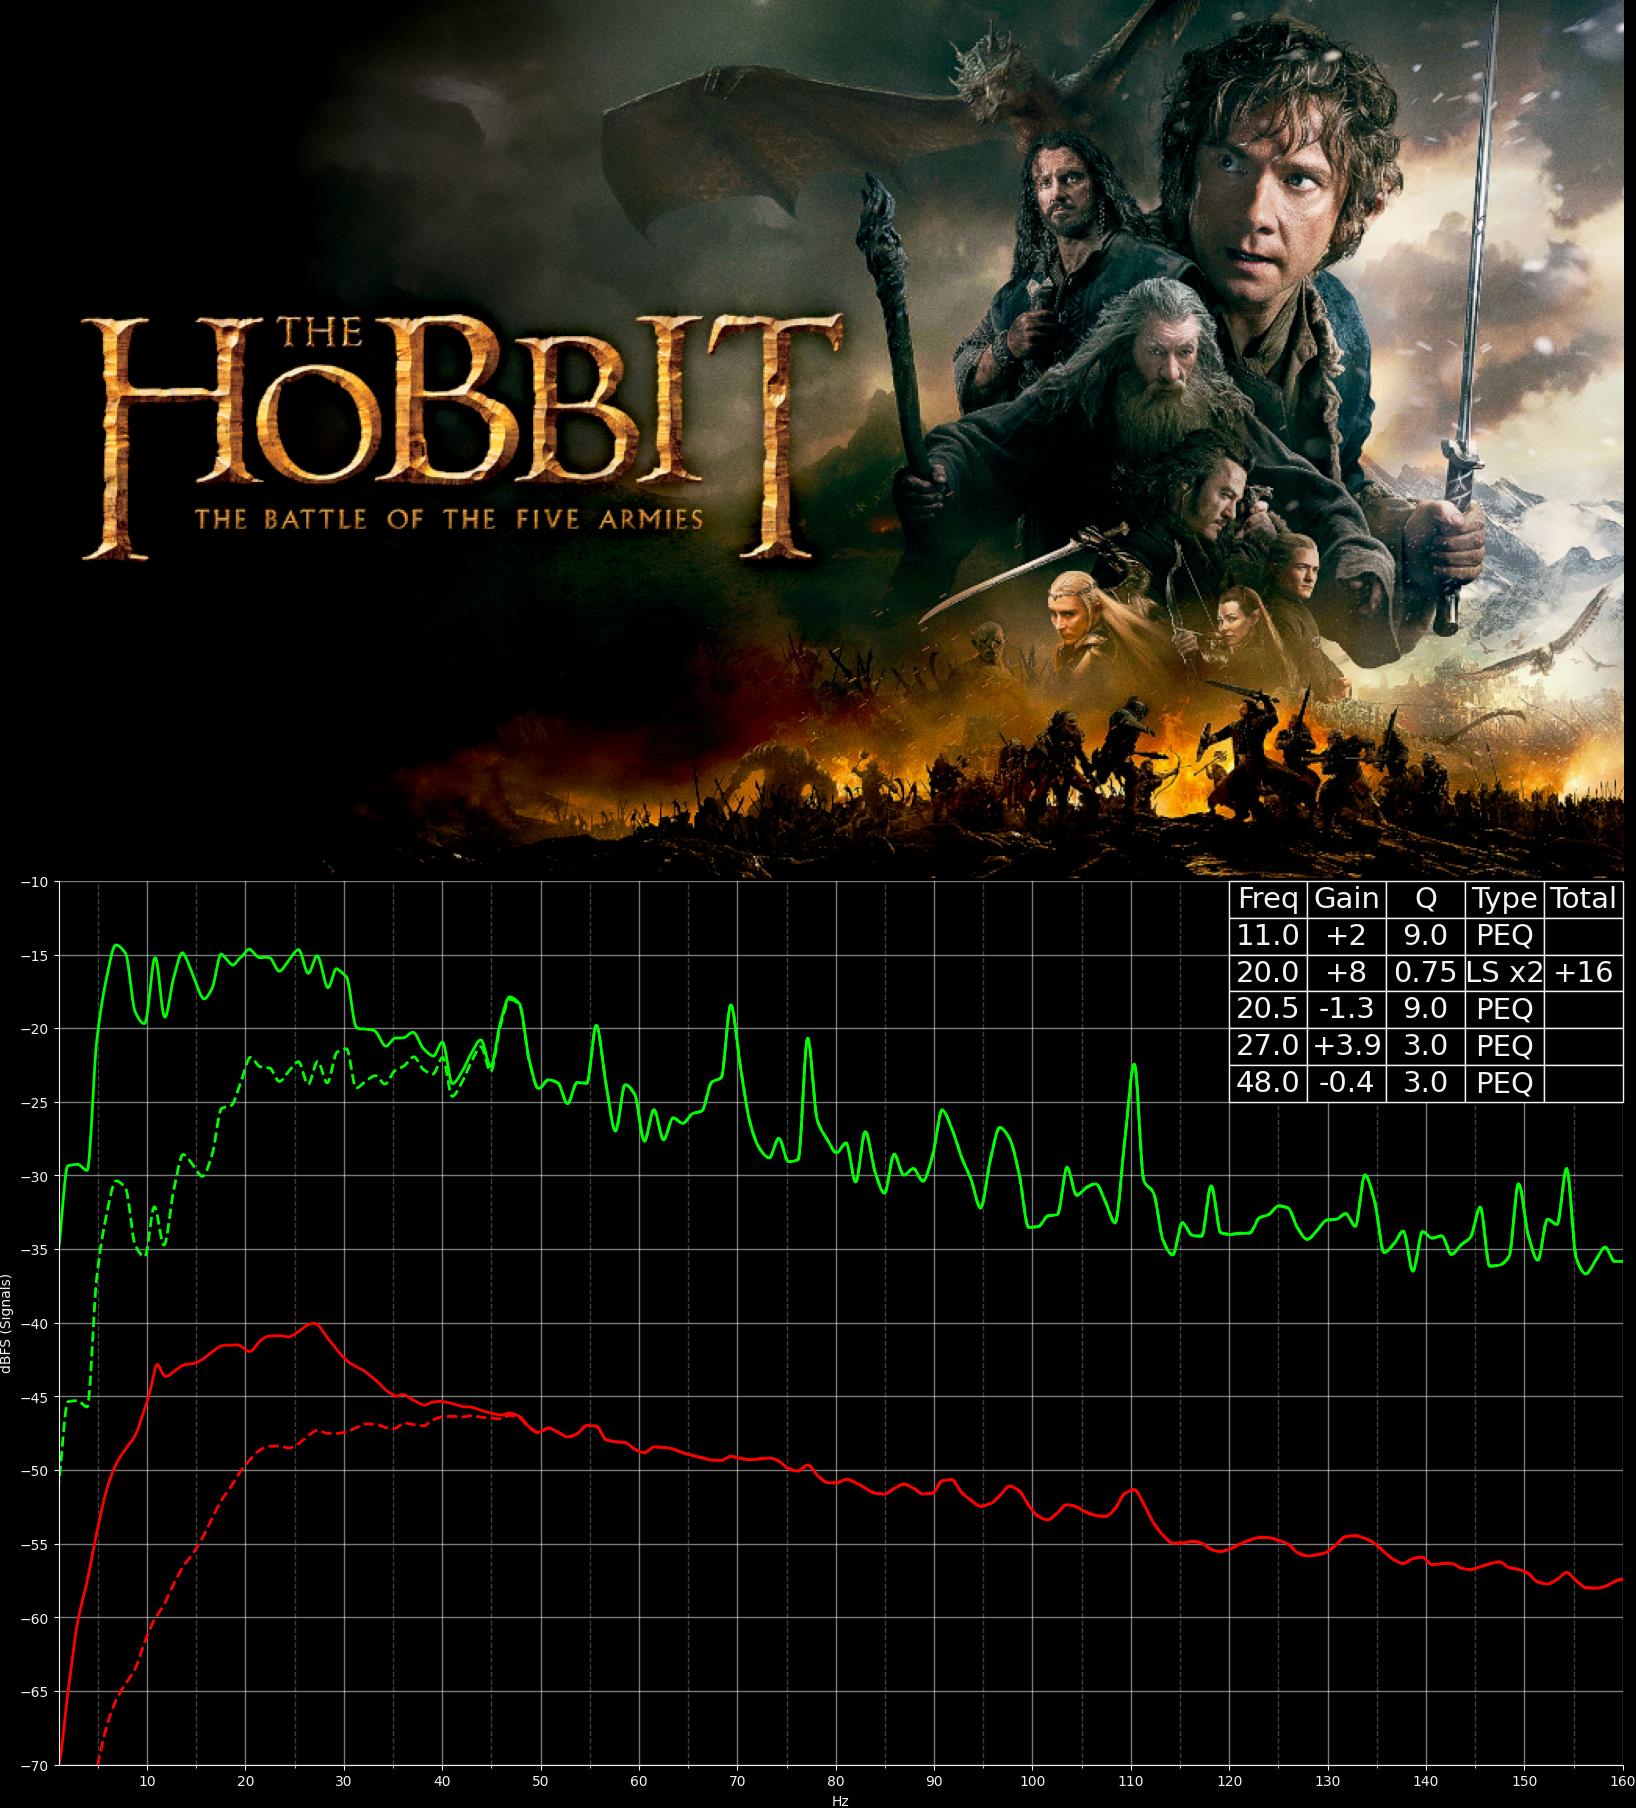 THE
HOBBIT
THE BATTLE OF THE FIVE ARMIES
Freq Gain Q Type Total
11.0 +2 9.0 PEQ
20.0 +8 0.75 LS x2 +16
20.5 -1.3 9.0 PEQ
27.0 +3.9 3.0 PEQ
48.0 -0.4 3.0 PEQ
−10
−15
−20
−25
−30
−35
−40
−45
−50
−55
−60
−65
−70
dBFS (Signals)
10 20 30 40 50 60 70 80 90 100 110 120 130 140 150 160
Hz